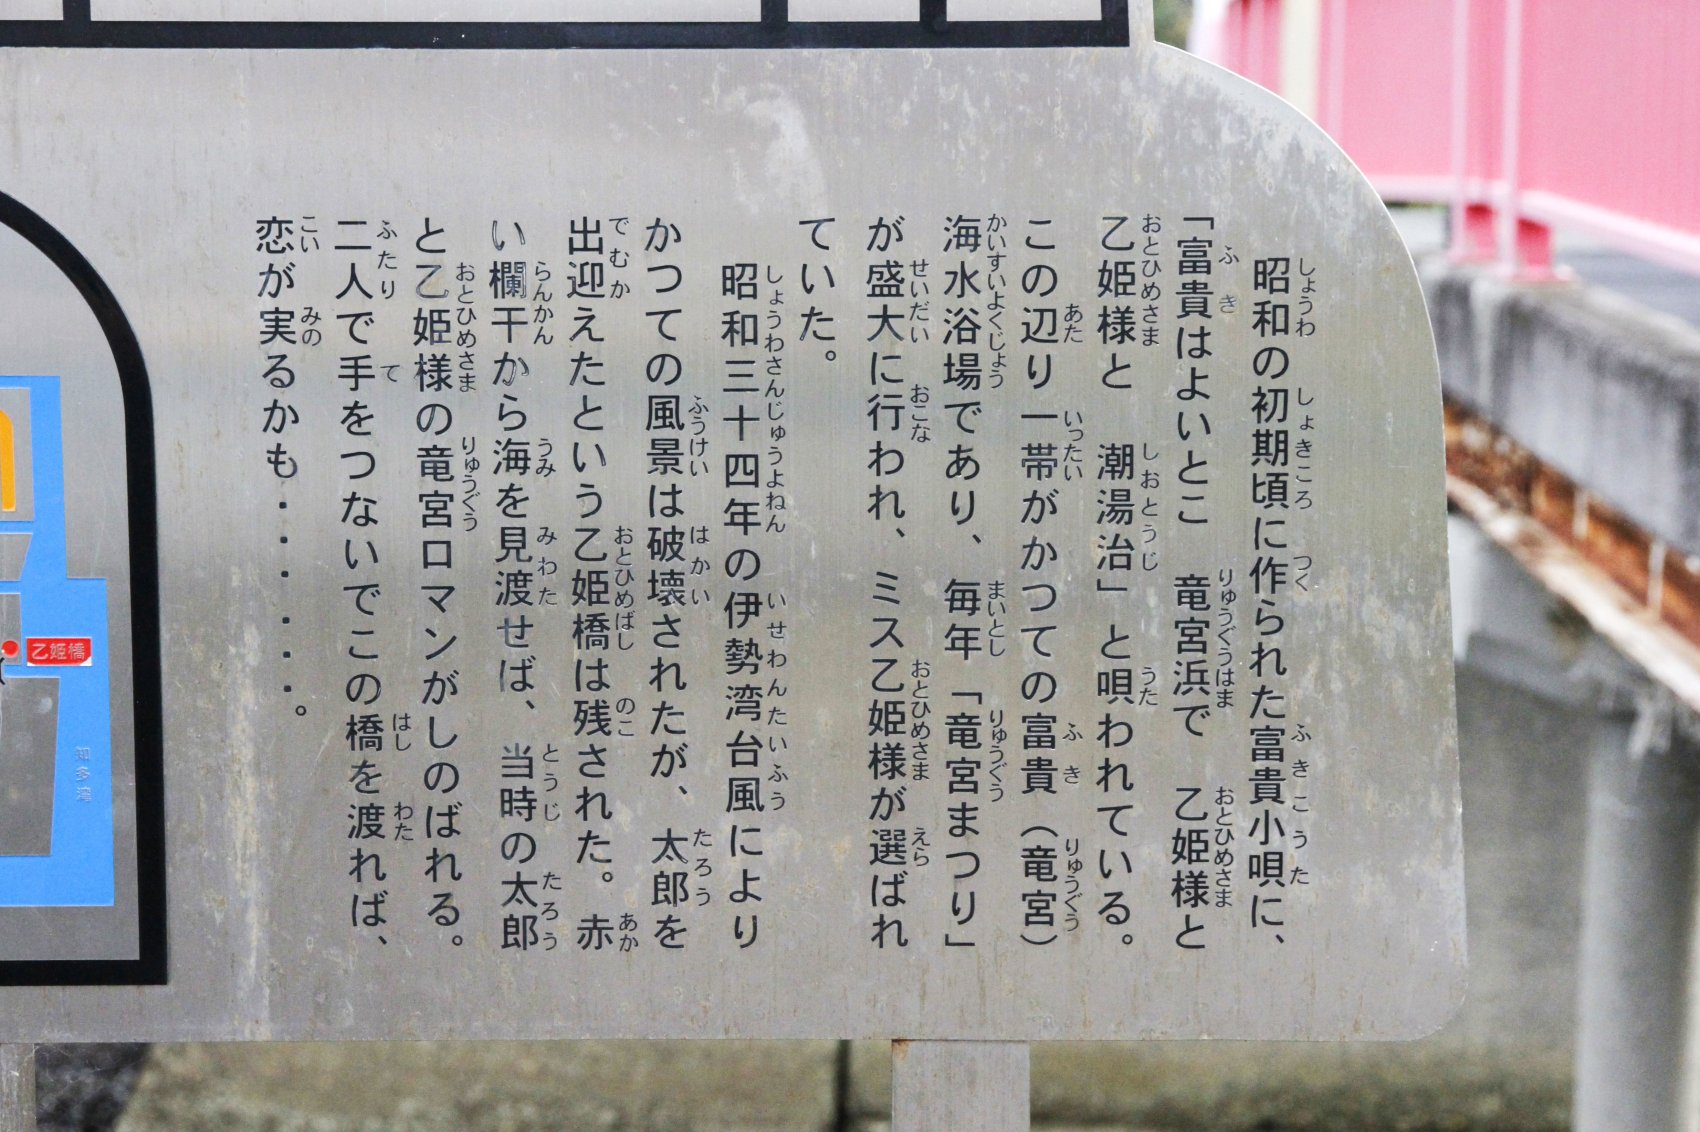 昭和の初期頃に作られた富貴小唄に、
「富貴はよいとこ　竜宮浜で　乙姫様と
乙姫様と　潮湯治」と唄われている。
この辺り一帯がかつての富貴（竜宮）
海水浴場であり、毎年「竜宮まつり」
が盛大に行われ、ミス乙姫様が選ばれ
ていた。
昭和三十四年の伊勢湾台風により
かつての風景は破壊されたが、太郎を
出迎えたという乙姫橋は残された。赤
い欄干から海を見渡せば、当時の太郎
と乙姫様の竜宮ロマンがしのばれる。
二人で手をつないでこの橋を渡れば、
恋が実るかも・・・・・・。
乙姫橋
知多湾